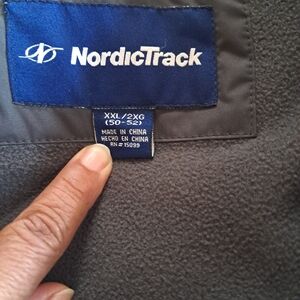 NordicTrack
XXL/2XG
(50-52)
MADE IN CHINA
HECHO EN CHINA
RN# 15099